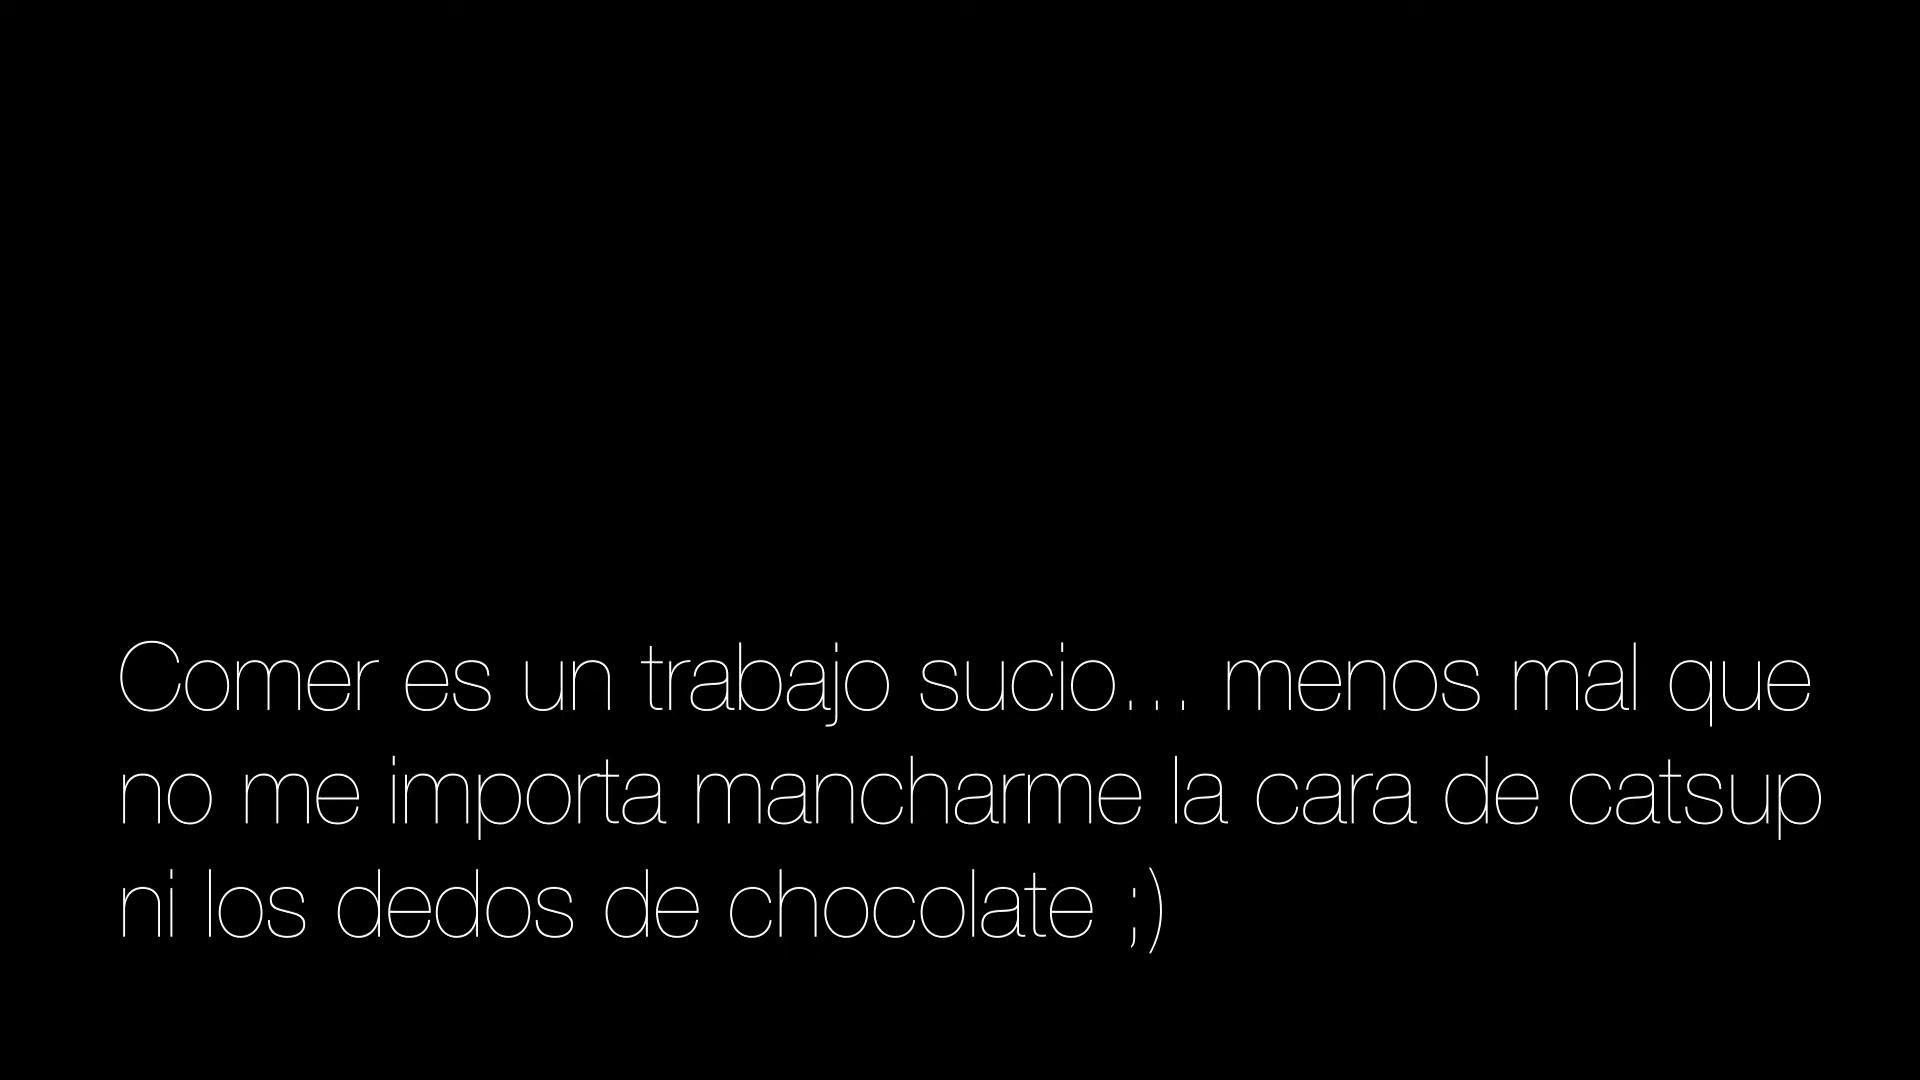 Comer es un trabajo sucio... menos mal que
no me importa mancharme la cara de catsup
ni los dedos de chocolate ;)